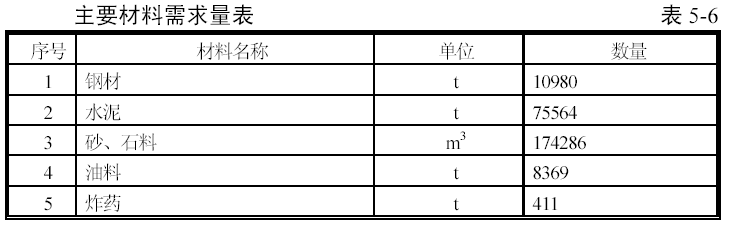 主要材料需求量表 表 5-6
序号 材料名称 单位 数量
1 钢材 t 10980
2 水泥 t 75564
3 砂、石料 m³ 174286
4 油料 t 8369
5 炸药 t 411